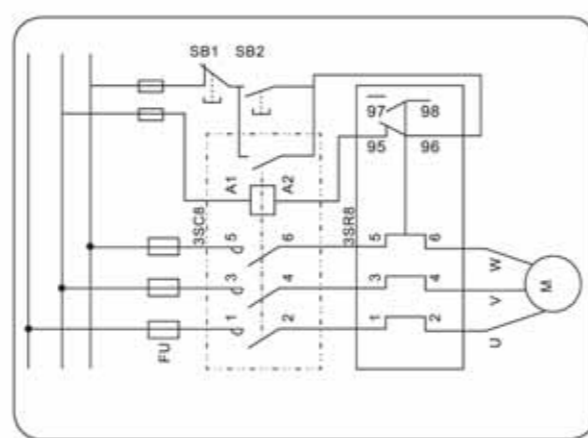 SB1 SB2
97 98
95 96
A1 A2
3SC8
3SR8
5 6 5 6
3 4 3 4
1 2 1 2
W
V
U
M
FU